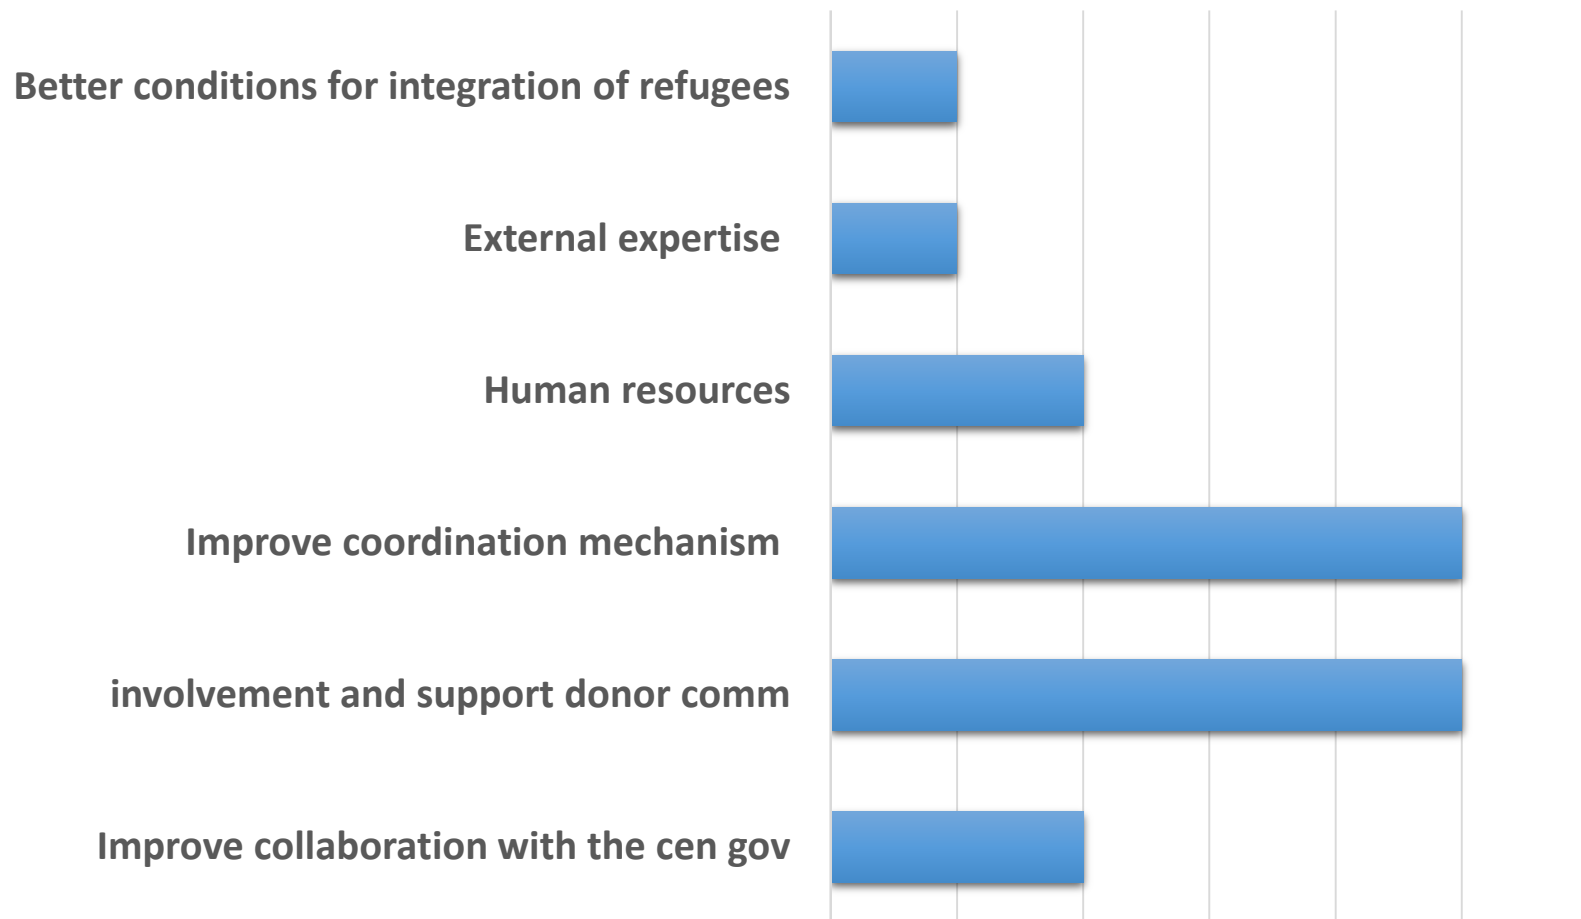 Better conditions for integration of refugees
External expertise
Human resources
Improve coordination mechanism
involvement and support donor comm
Improve collaboration with the cen gov